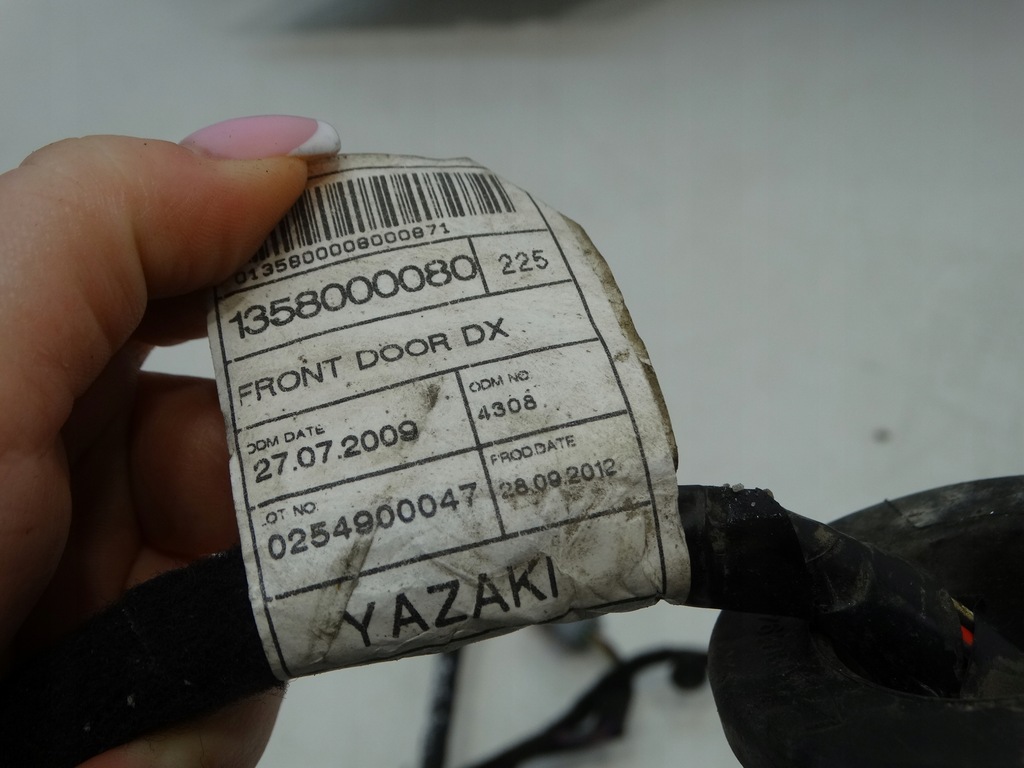 0135800008000871
1358000080 225
FRONT DOOR DX
ODM DATE
27.07.2009
ODM NO.
4308
LOT NO.
0254900047
PROD.DATE
28.09.2012
YAZAKI